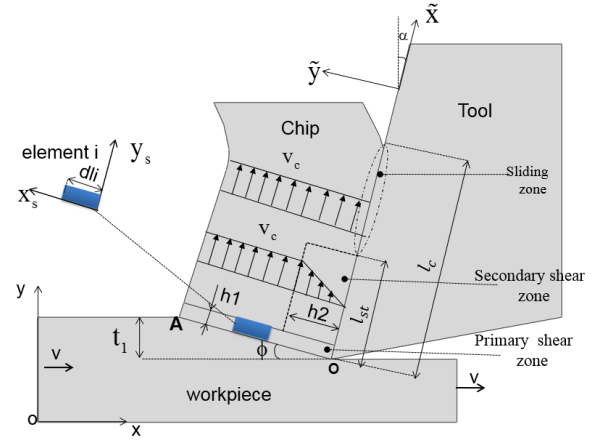 x̃
α
ỹ
Tool
Chip
element i
dli
y_s
x_s
v_c
Sliding
zone
v_c
l_c
Secondary shear
zone
h1
h2
l_st
y
A
t_1
ϕ
Primary shear
zone
v
o
workpiece
v
o
x